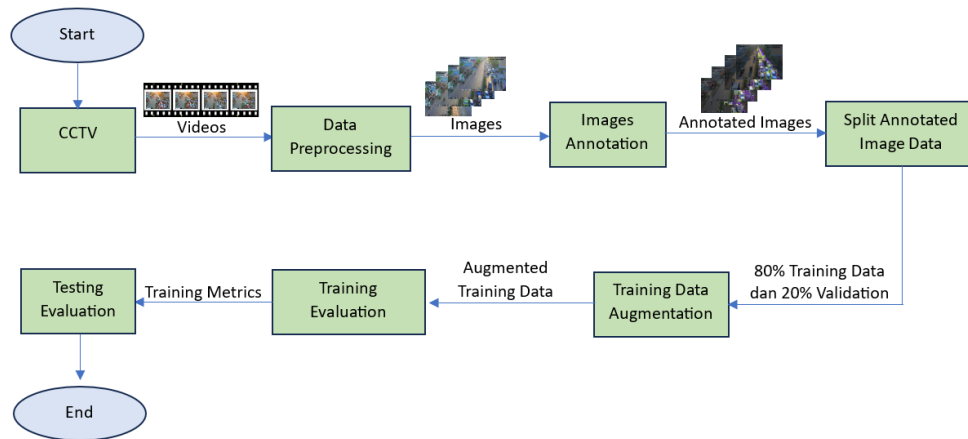 Start
CCTV
Videos
Data
Preprocessing
Images
Images
Annotation
Annotated Images
Split Annotated
Image Data
80% Training Data
dan 20% Validation
Training Data
Augmentation
Augmented
Training Data
Training
Evaluation
Training Metrics
Testing
Evaluation
End